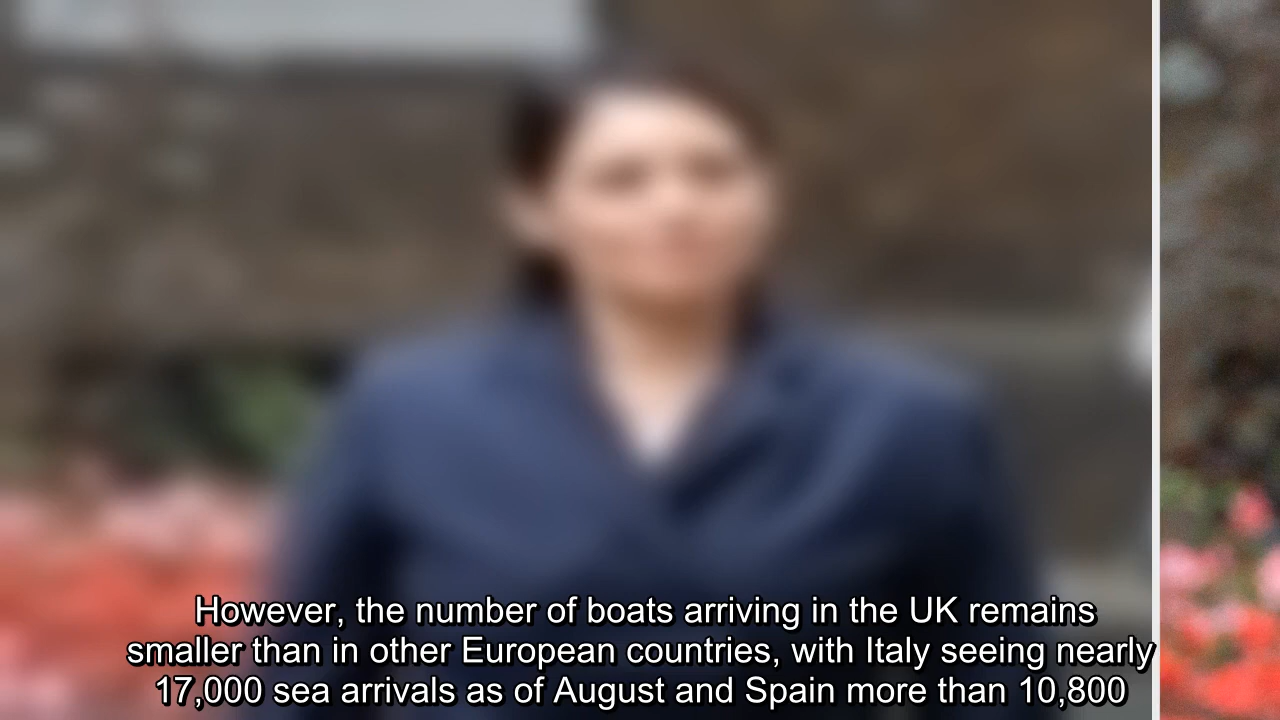 However, the number of boats arriving in the UK remains
smaller than in other European countries, with Italy seeing nearly
17,000 sea arrivals as of August and Spain more than 10,800